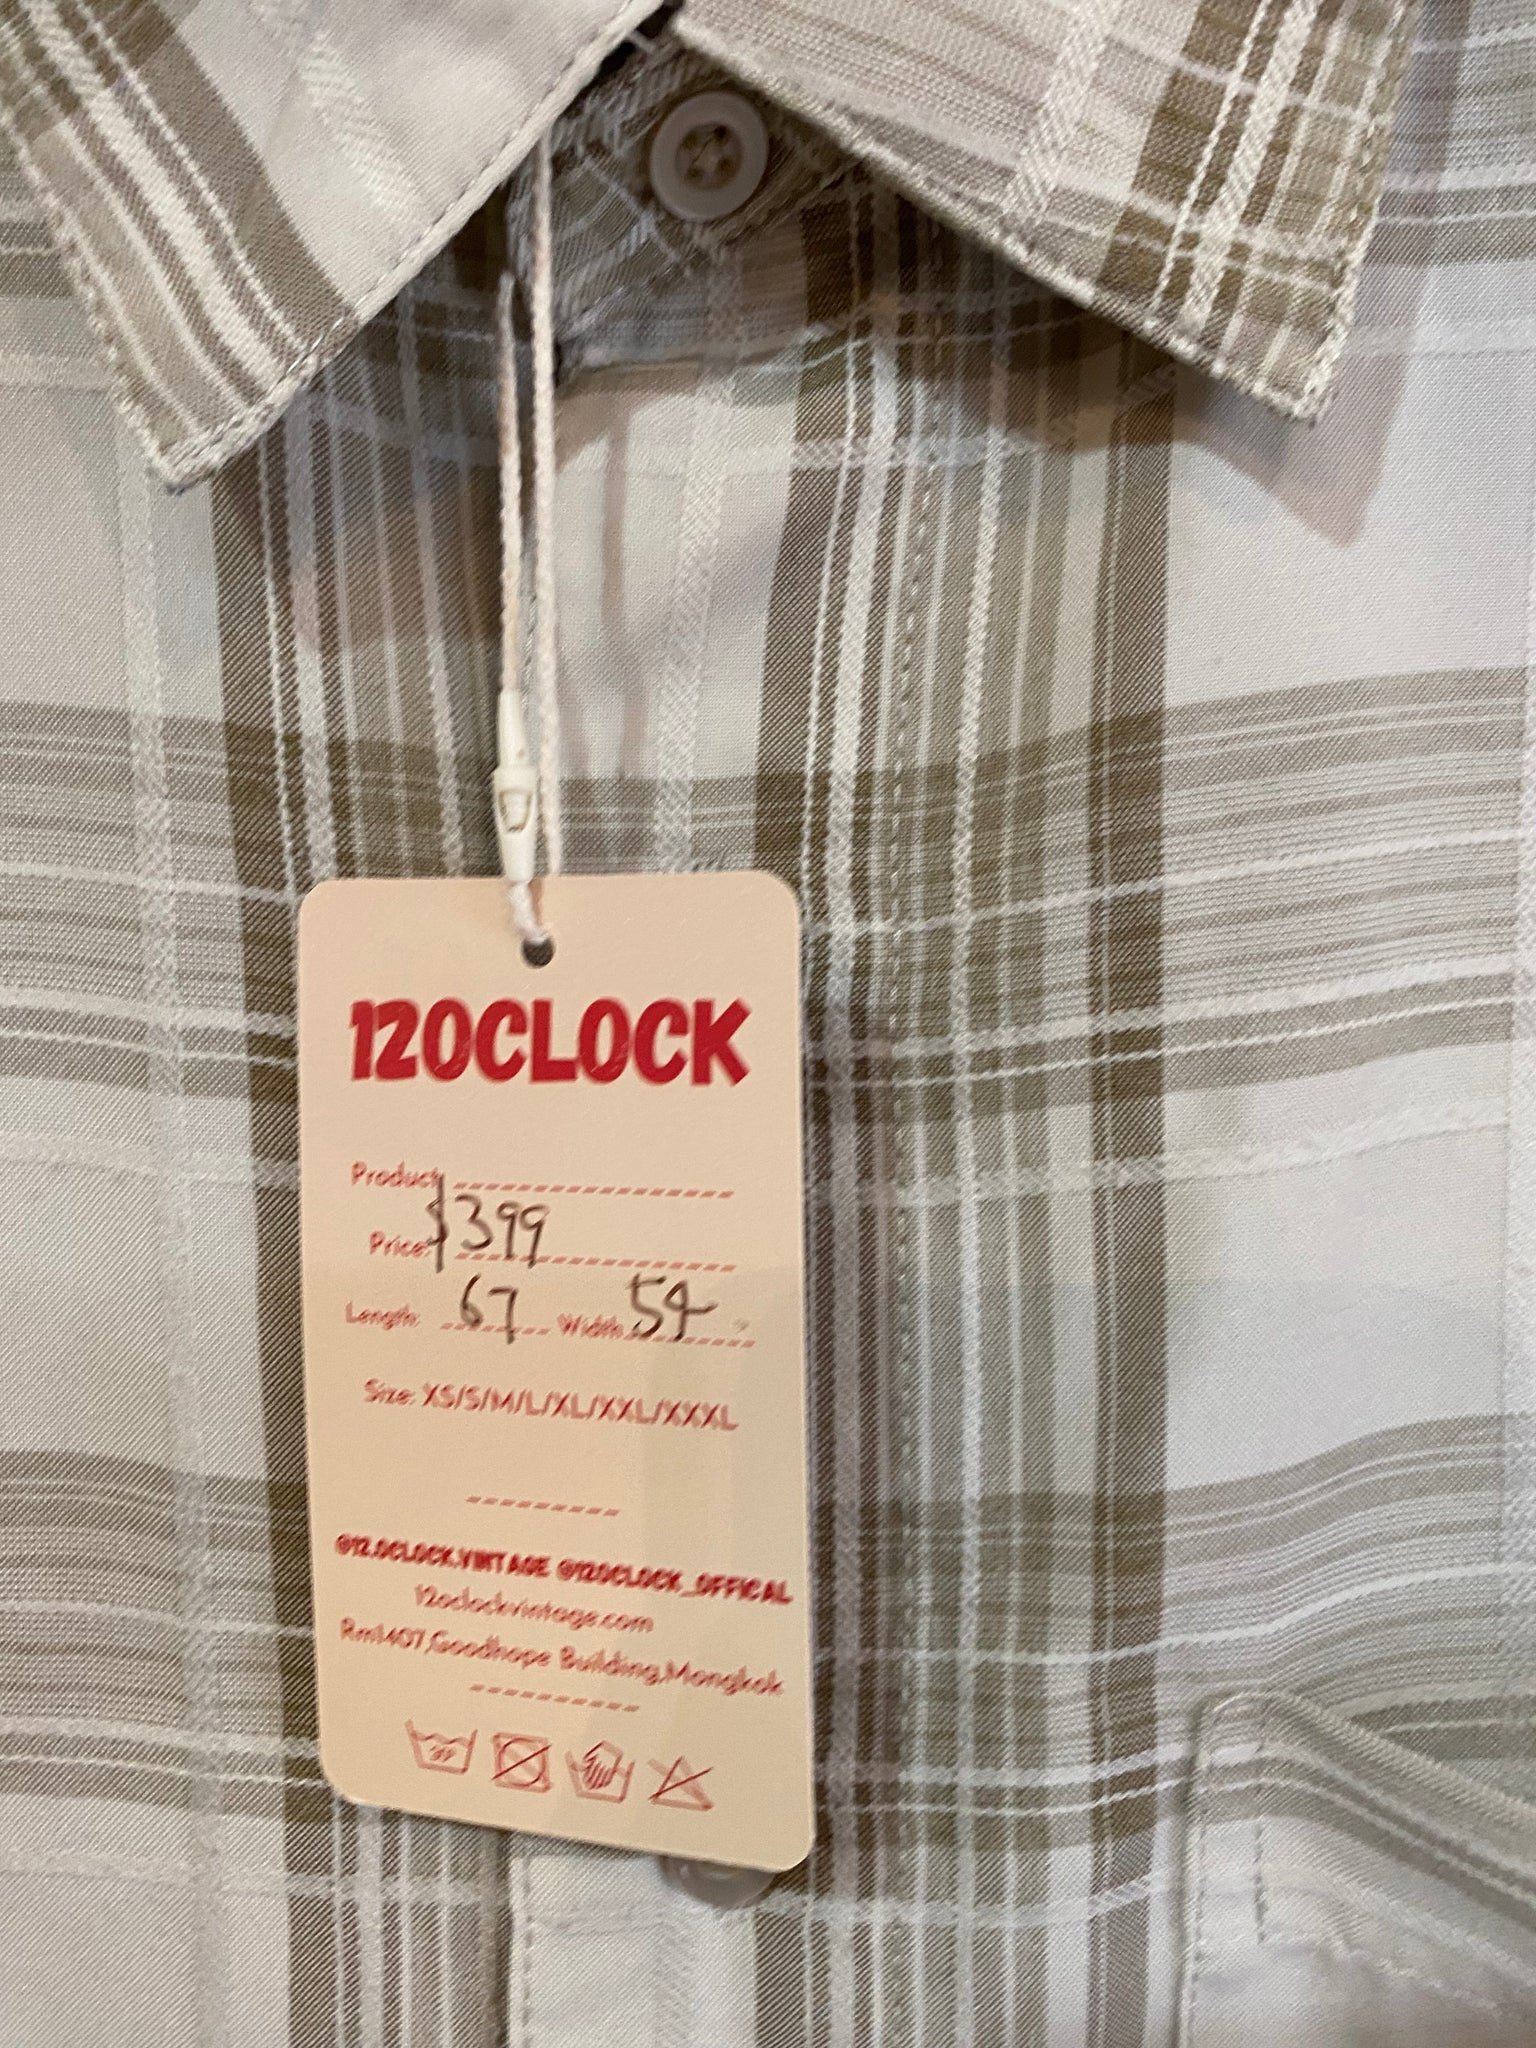 12OCLOCK
Product:
Price: $399
Length: 67 Width: 54
Size: XS/S/M/L/XL/XXL/XXXL
@12.OCLOCK.VINTAGE @12OCLOCK_OFFICAL
12oclockvintage.com
Rm1407,Goodhope Building,Mongkok